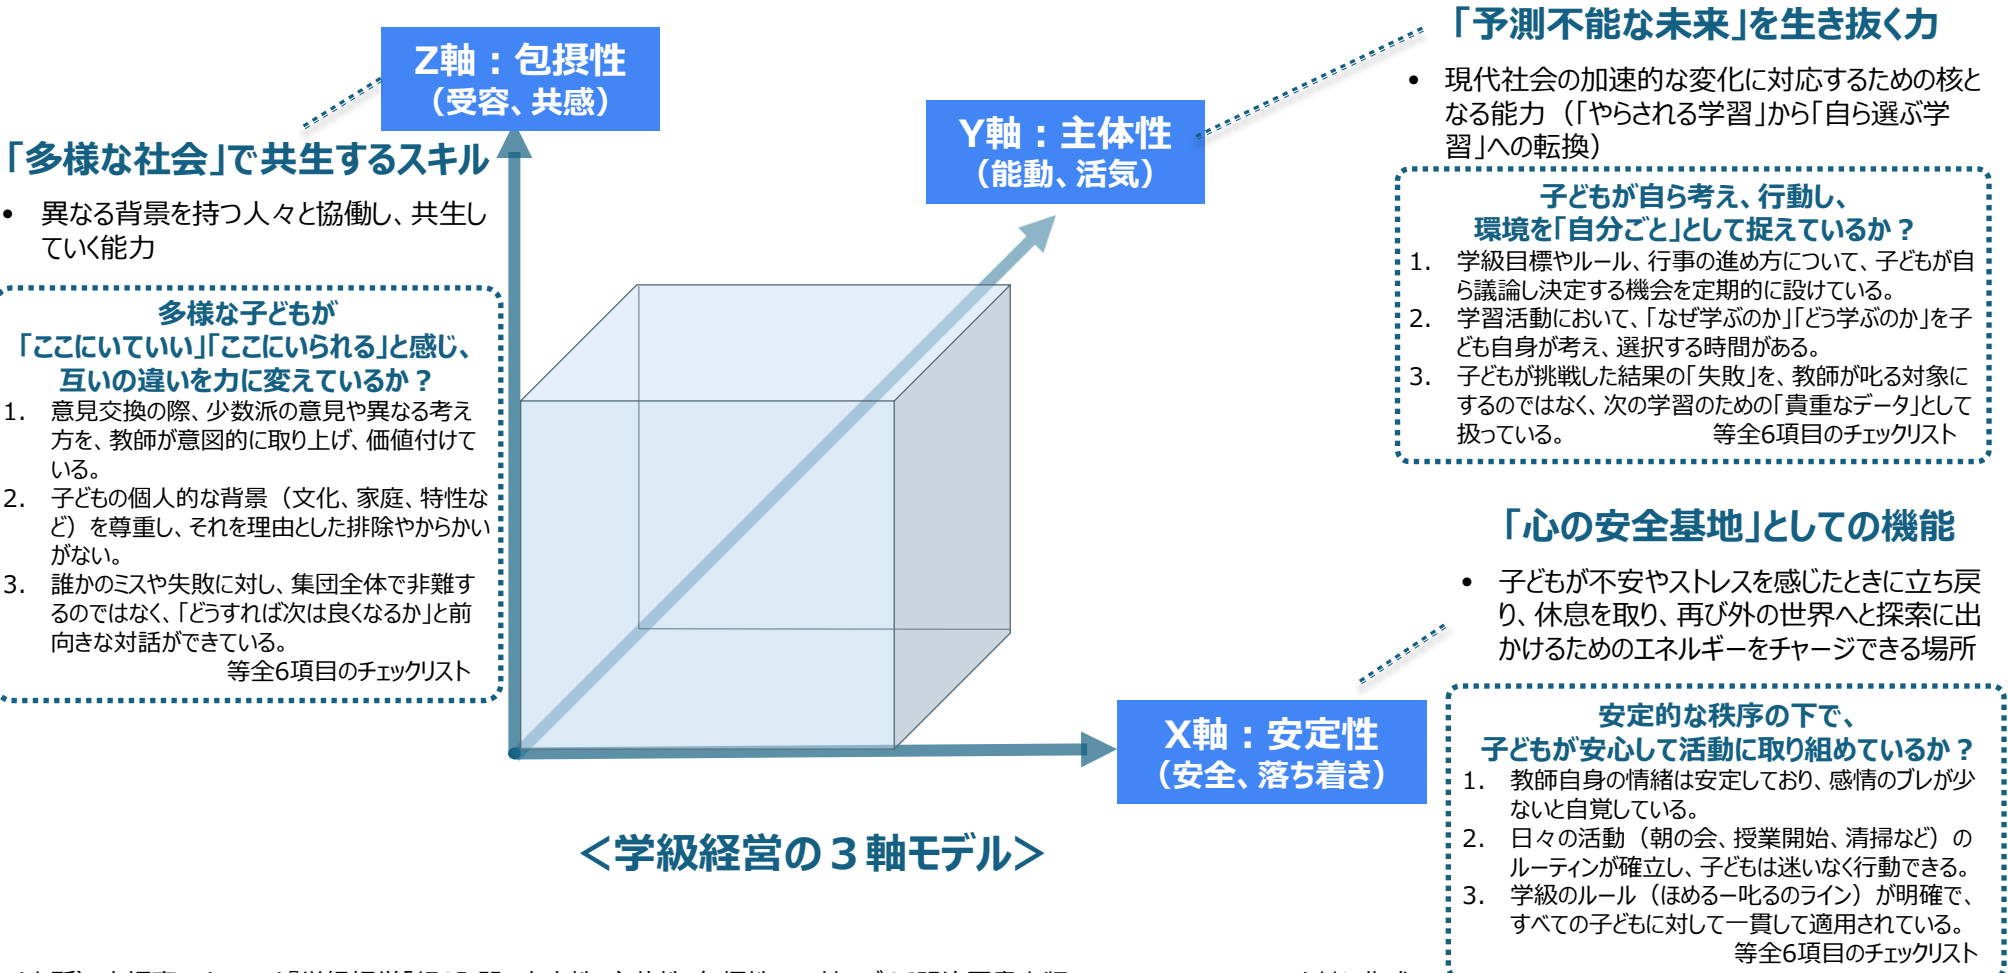 Z軸：包摂性
（受容、共感）
「多様な社会」で共生するスキル
• 異なる背景を持つ人々と協働し、共生し
ていく能力
多様な子どもが
「ここにいていい」「ここにいられる」と感じ、
互いの違いを力に変えているか？
1. 意見交換の際、少数派の意見や異なる考え
方を、教師が意図的に取り上げ、価値付けて
いる。
2. 子どもの個人的な背景（文化、家庭、特性な
ど）を尊重し、それを理由とした排除やからかい
がない。
3. 誰かのミスや失敗に対し、集団全体で非難す
るのではなく、「どうすれば次は良くなるか」と前
向きな対話ができている。
等全6項目のチェックリスト
Y軸：主体性
（能動、活気）
「予測不能な未来」を生き抜く力
• 現代社会の加速的な変化に対応するための核と
なる能力（「やらされる学習」から「自ら選ぶ学
習」への転換）
子どもが自ら考え、行動し、
環境を「自分ごと」として捉えているか？
1. 学級目標やルール、行事の進め方について、子どもが自
ら議論し決定する機会を定期的に設けている。
2. 学習活動において、「なぜ学ぶのか」「どう学ぶのか」を子
ども自身が考え、選択する時間がある。
3. 子どもが挑戦した結果の「失敗」を、教師が叱る対象に
するのではなく、次の学習のための「貴重なデータ」として
扱っている。 等全6項目のチェックリスト
「心の安全基地」としての機能
• 子どもが不安やストレスを感じたときに立ち戻
り、休息を取り、再び外の世界へと探索に出
かけるためのエネルギーをチャージできる場所
X軸：安定性
（安全、落ち着き）
安定的な秩序の下で、
子どもが安心して活動に取り組めているか？
1. 教師自身の情緒は安定しており、感情のブレが少
ないと自覚している。
2. 日々の活動（朝の会、授業開始、清掃など）の
ルーティンが確立し、子どもは迷いなく行動できる。
3. 学級のルール（ほめるー叱るのライン）が明確で、
すべての子どもに対して一貫して適用されている。
等全6項目のチェックリスト
＜学級経営の３軸モデル＞